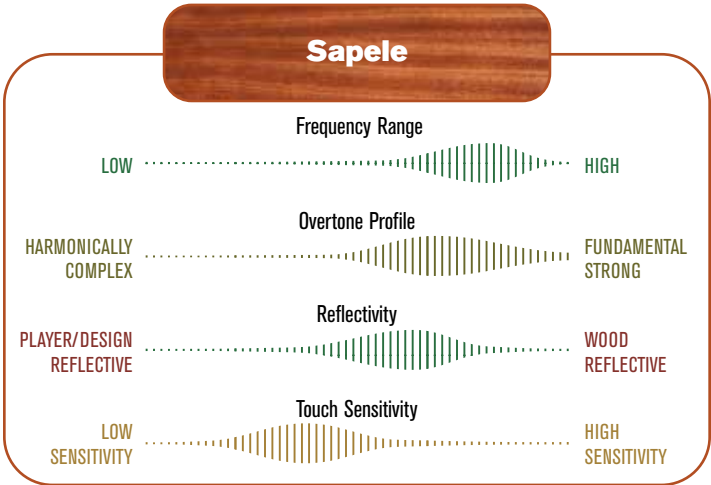 Sapele
Frequency Range
LOW
HIGH
Overtone Profile
HARMONICALLY
COMPLEX
FUNDAMENTAL
STRONG
Reflectivity
PLAYER/DESIGN
REFLECTIVE
WOOD
REFLECTIVE
Touch Sensitivity
LOW
SENSITIVITY
HIGH
SENSITIVITY